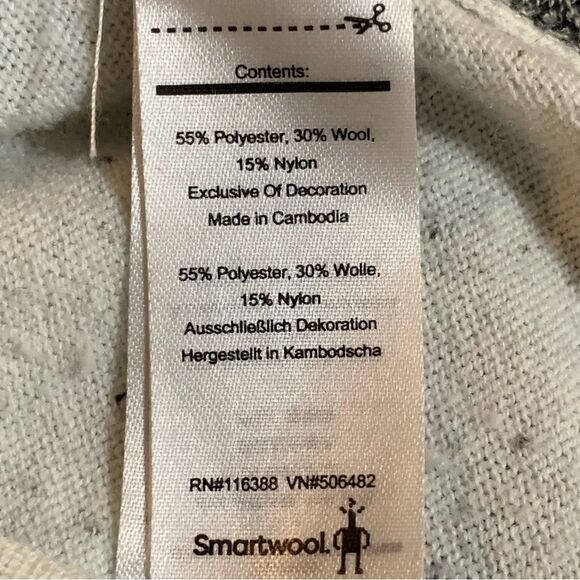 Contents:
55% Polyester, 30% Wool,
15% Nylon
Exclusive Of Decoration
Made in Cambodia
55% Polyester, 30% Wolle,
15% Nylon
Ausschließlich Dekoration
Hergestellt in Kambodscha
RN#116388 VN#506482
Smartwool.